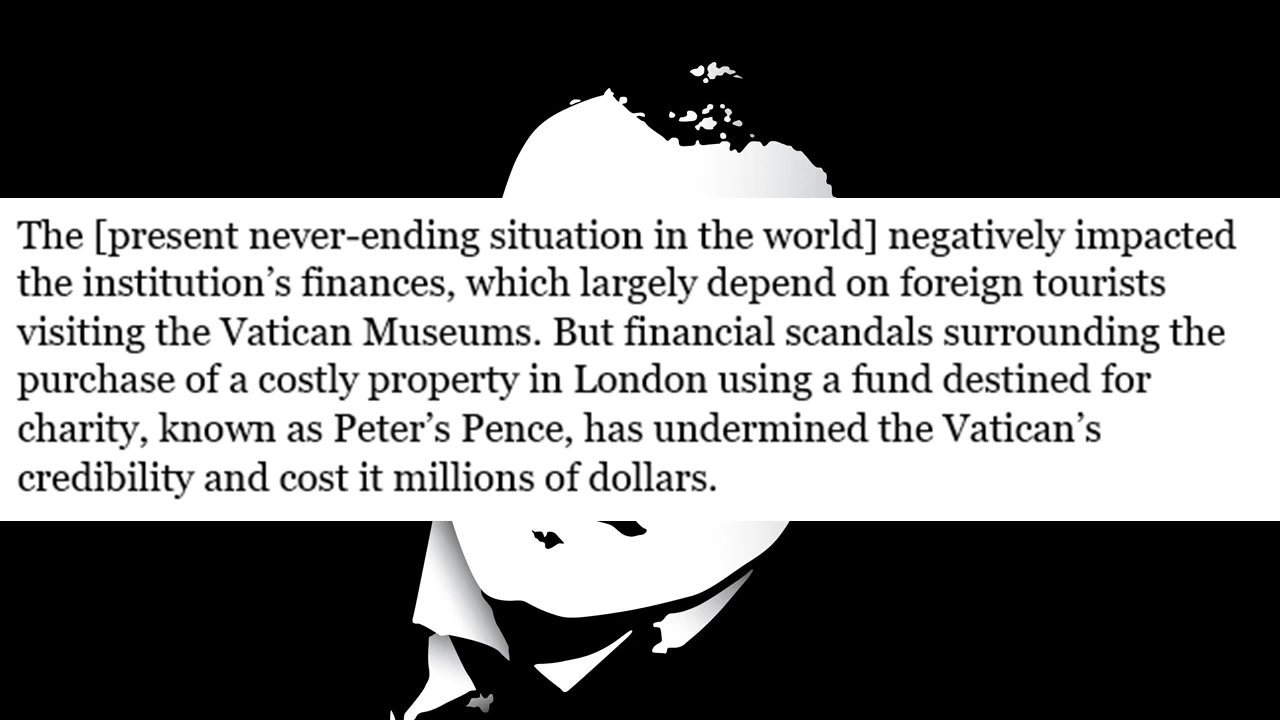 The [present never-ending situation in the world] negatively impacted
the institution’s finances, which largely depend on foreign tourists
visiting the Vatican Museums. But financial scandals surrounding the
purchase of a costly property in London using a fund destined for
charity, known as Peter’s Pence, has undermined the Vatican’s
credibility and cost it millions of dollars.